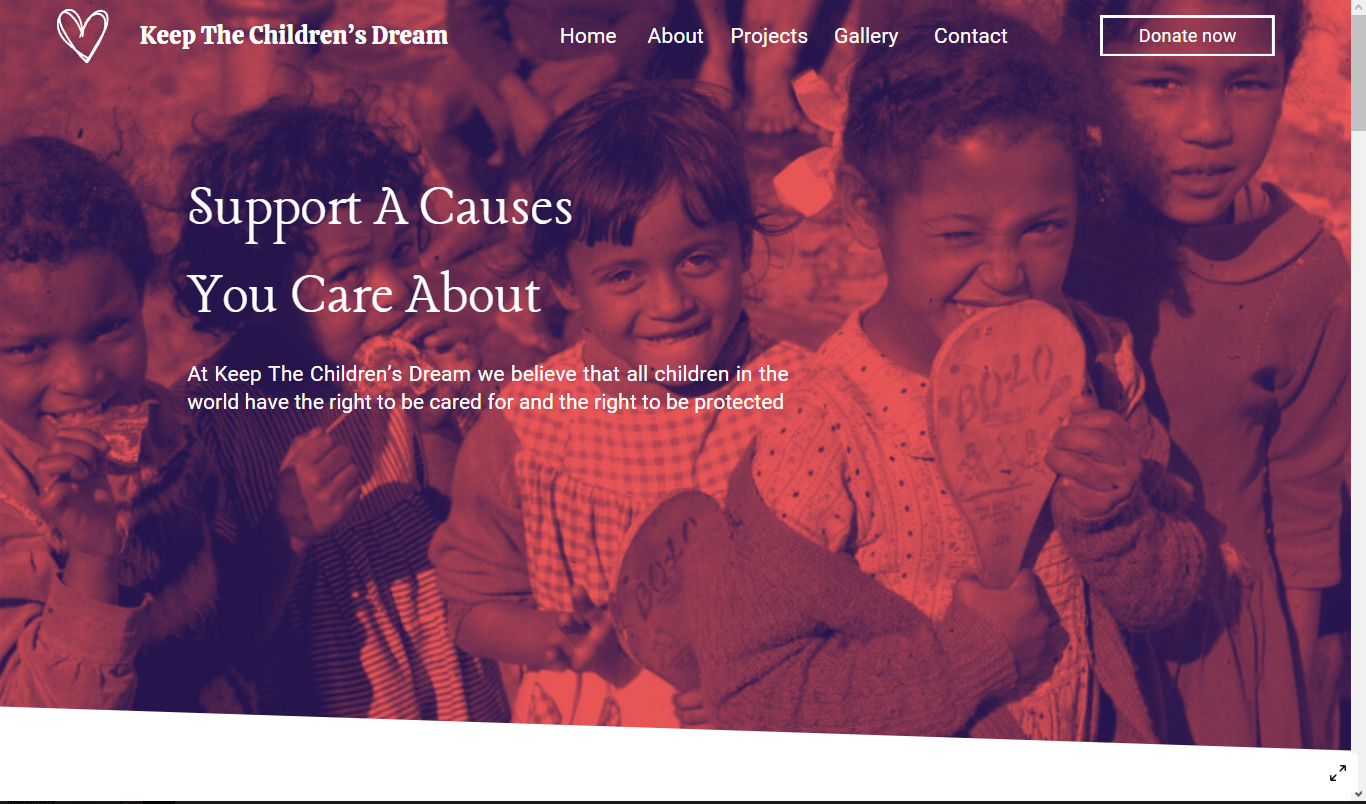 Keep The Children’s Dream
Home About Projects Gallery Contact
Donate now
Support A Causes
You Care About
At Keep The Children’s Dream we believe that all children in the
world have the right to be cared for and the right to be protected